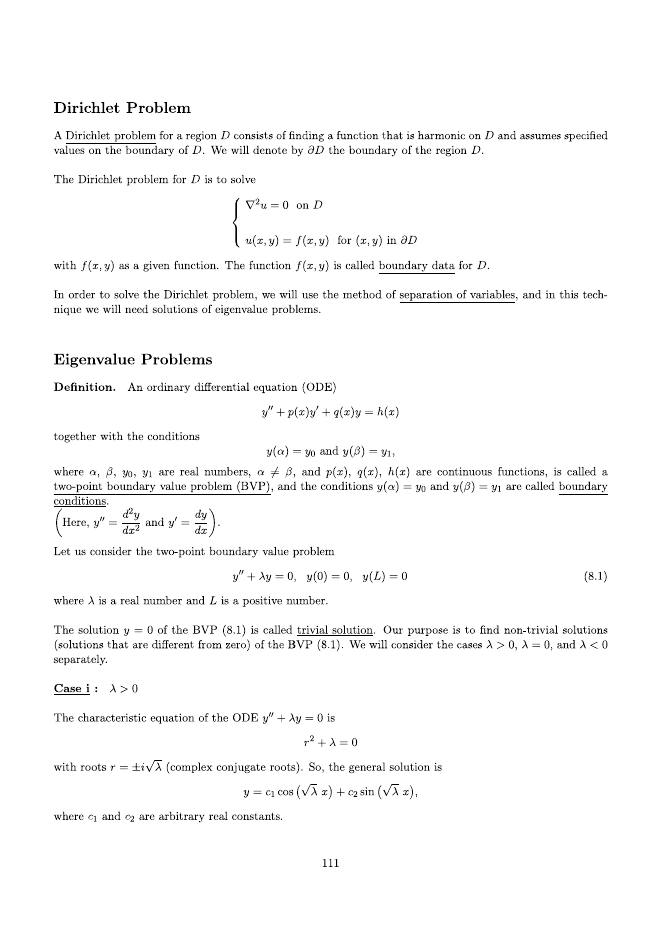 Dirichlet Problem
A Dirichlet problem for a region D consists of finding a function that is harmonic on D and assumes specified
values on the boundary of D. We will denote by ∂D the boundary of the region D.
The Dirichlet problem for D is to solve
∇²u = 0 on D
u(x, y) = f(x, y) for (x, y) in ∂D
with f(x, y) as a given function. The function f(x, y) is called boundary data for D.
In order to solve the Dirichlet problem, we will use the method of separation of variables, and in this tech-
nique we will need solutions of eigenvalue problems.
Eigenvalue Problems
Definition. An ordinary differential equation (ODE)
y″ + p(x)y′ + q(x)y = h(x)
together with the conditions
y(α) = y₀ and y(β) = y₁,
where α, β, y₀, y₁ are real numbers, α ≠ β, and p(x), q(x), h(x) are continuous functions, is called a
two-point boundary value problem (BVP), and the conditions y(α) = y₀ and y(β) = y₁ are called boundary
conditions.
(Here, y″ = d²y/dx² and y′ = dy/dx).
Let us consider the two-point boundary value problem
y″ + λy = 0, y(0) = 0, y(L) = 0 (8.1)
where λ is a real number and L is a positive number.
The solution y = 0 of the BVP (8.1) is called trivial solution. Our purpose is to find non-trivial solutions
(solutions that are different from zero) of the BVP (8.1). We will consider the cases λ > 0, λ = 0, and λ < 0
separately.
Case i : λ > 0
The characteristic equation of the ODE y″ + λy = 0 is
r² + λ = 0
with roots r = ±i√λ (complex conjugate roots). So, the general solution is
y = c₁ cos (√λ x) + c₂ sin (√λ x),
where c₁ and c₂ are arbitrary real constants.
111